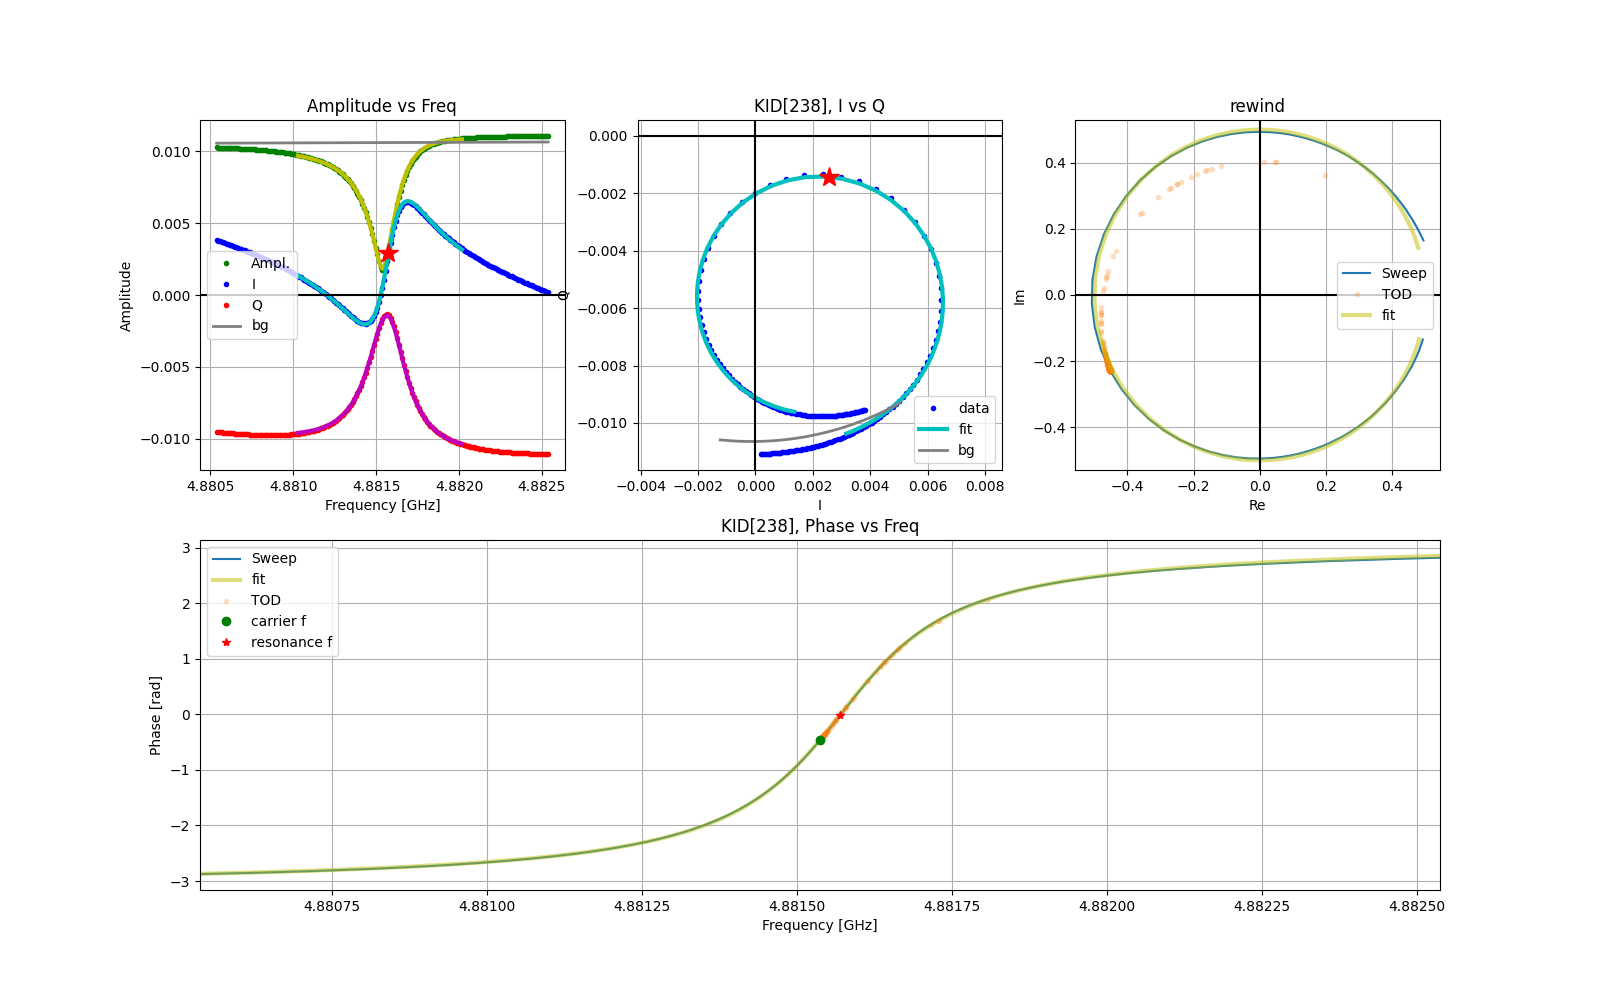 Amplitude vs Freq
0.010
0.005
0.000
−0.005
−0.010
Amplitude
Ampl.
I
Q
bg
4.8805
4.8810
4.8815
4.8820
4.8825
Frequency [GHz]
KID[238], I vs Q
0.000
−0.002
−0.004
−0.006
−0.008
−0.010
Q
data
fit
bg
−0.004
−0.002
0.000
0.002
0.004
0.006
0.008
I
rewind
0.4
0.2
0.0
−0.2
−0.4
Im
Sweep
TOD
fit
−0.4
−0.2
0.0
0.2
0.4
Re
KID[238], Phase vs Freq
3
2
1
0
−1
−2
−3
Phase [rad]
Sweep
fit
TOD
carrier f
resonance f
4.88075
4.88100
4.88125
4.88150
4.88175
4.88200
4.88225
4.88250
Frequency [GHz]